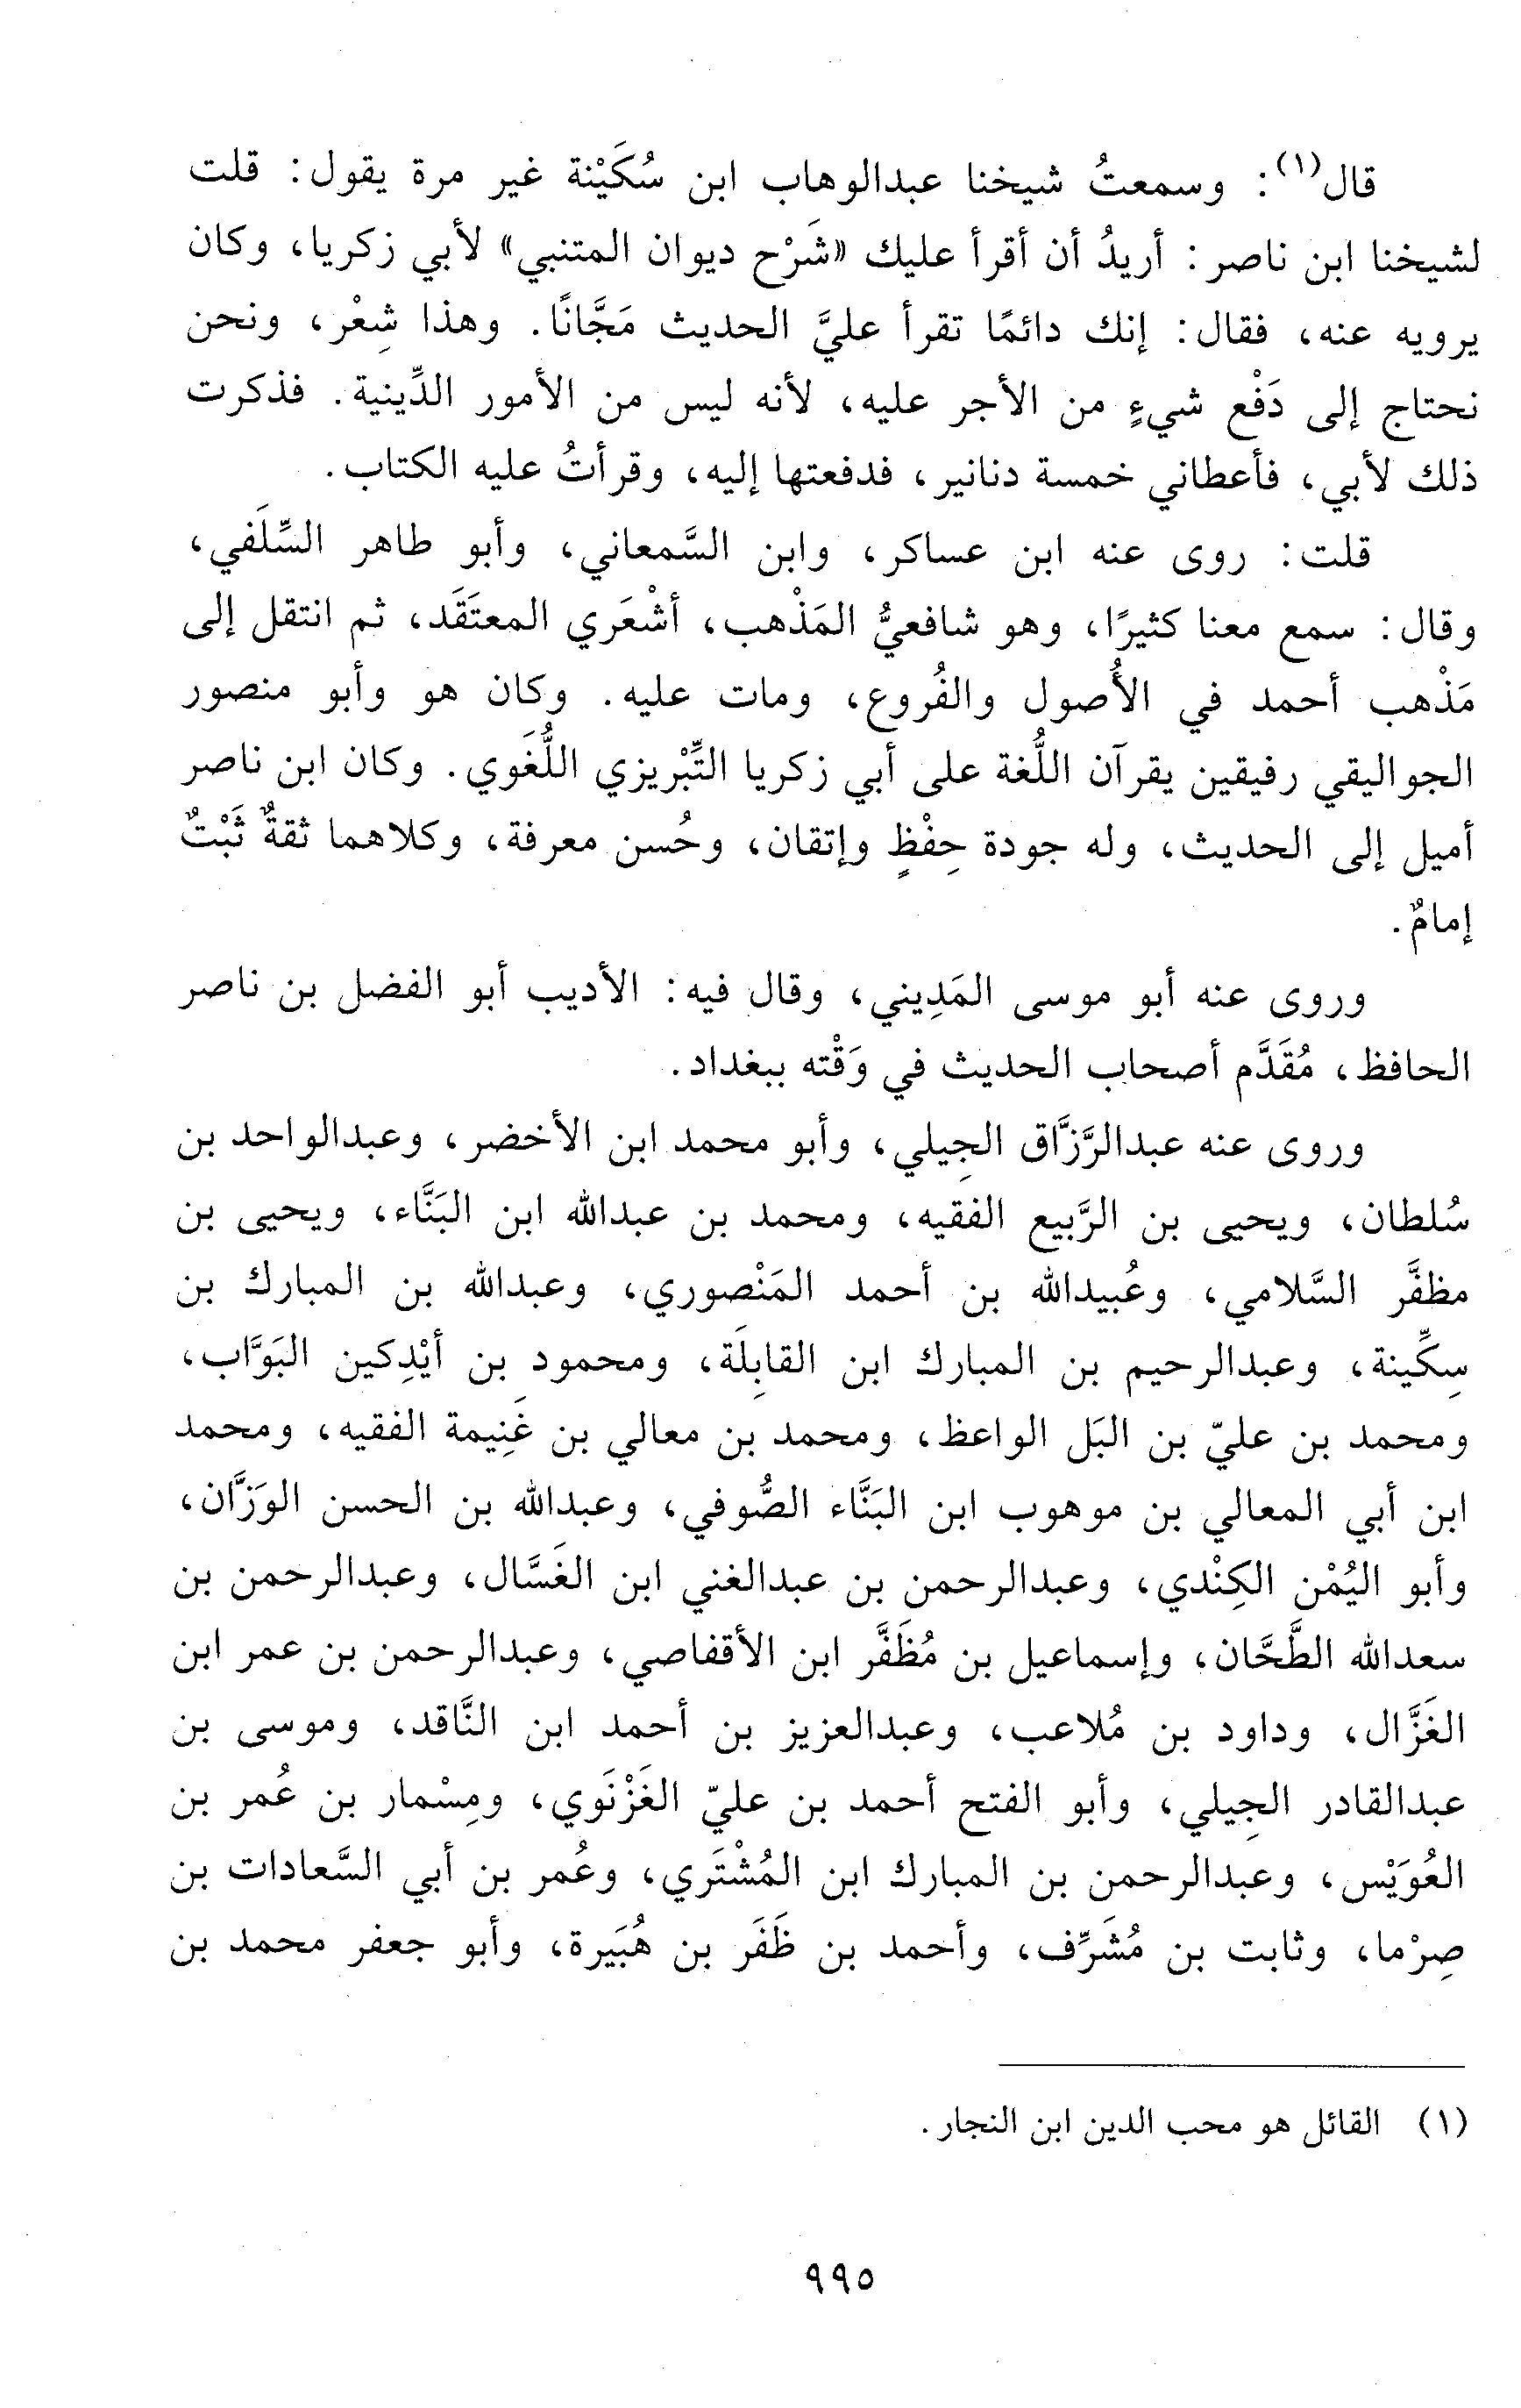 قال(١): وسمعتُ شيخنا عبدالوهاب ابن سُكَيْنة غير مرة يقول: قلت
لشيخنا ابن ناصر: أريدُ أن أقرأ عليك «شَرْح ديوان المتنبي» لأبي زكريا، وكان
يرويه عنه، فقال: إنك دائمًا تقرأ عليَّ الحديث مَجَّانًا. وهذا شِعْر، ونحن
نحتاج إلى دَفْع شيءٍ من الأجر عليه، لأنه ليس من الأمور الدِّينية. فذكرت
ذلك لأبي، فأعطاني خمسة دنانير، فدفعتها إليه، وقرأتُ عليه الكتاب.
قلت: روى عنه ابن عساكر، وابن السَّمعاني، وأبو طاهر السِّلَفي،
وقال: سمع معنا كثيرًا، وهو شافعيُّ المَذْهب، أشْعَري المعتَقَد، ثم انتقل إلى
مَذْهب أحمد في الأُصول والفُروع، ومات عليه. وكان هو وأبو منصور
الجواليقي رفيقين يقرآن اللُّغة على أبي زكريا التِّبْريزي اللُّغَوي. وكان ابن ناصر
أميل إلى الحديث، وله جودة حِفْظٍ وإتقان، وحُسن معرفة، وكلاهما ثقةٌ ثَبْتٌ
إمامٌ.
وروى عنه أبو موسى المَدِيني، وقال فيه: الأديب أبو الفضل بن ناصر
الحافظ، مُقَدَّم أصحاب الحديث في وَقْته ببغداد.
وروى عنه عبدالرَّزَّاق الجِيلي، وأبو محمد ابن الأخضر، وعبدالواحد بن
سُلطان، ويحيى بن الرَّبيع الفقيه، ومحمد بن عبدالله ابن البَنَّاء، ويحيى بن
مظفَّر السَّلامي، وعُبيدالله بن أحمد المَنْصوري، وعبدالله بن المبارك بن
سِكِّينة، وعبدالرحيم بن المبارك ابن القابِلَة، ومحمود بن أيْدِكين البَوَّاب،
ومحمد بن عليّ بن البَل الواعظ، ومحمد بن معالي بن غَنِيمة الفقيه، ومحمد
ابن أبي المعالي بن موهوب ابن البَنَّاء الصُّوفي، وعبدالله بن الحسن الوَزَّان،
وأبو اليُمْن الكِنْدي، وعبدالرحمن بن عبدالغني ابن الغَسَّال، وعبدالرحمن بن
سعدالله الطَّحَّان، وإسماعيل بن مُظَفَّر ابن الأقفاصي، وعبدالرحمن بن عمر ابن
الغَزَّال، وداود بن مُلاعب، وعبدالعزيز بن أحمد ابن النَّاقد، وموسى بن
عبدالقادر الجِيلي، وأبو الفتح أحمد بن عليّ الغَزْنَوي، ومِسْمار بن عُمر بن
العُوَيْس، وعبدالرحمن بن المبارك ابن المُشْتَري، وعُمر بن أبي السَّعادات بن
صِرْما، وثابت بن مُشَرِّف، وأحمد بن ظَفَر بن هُبَيرة، وأبو جعفر محمد بن
(١) القائل هو محب الدين ابن النجار.
٩٩٥